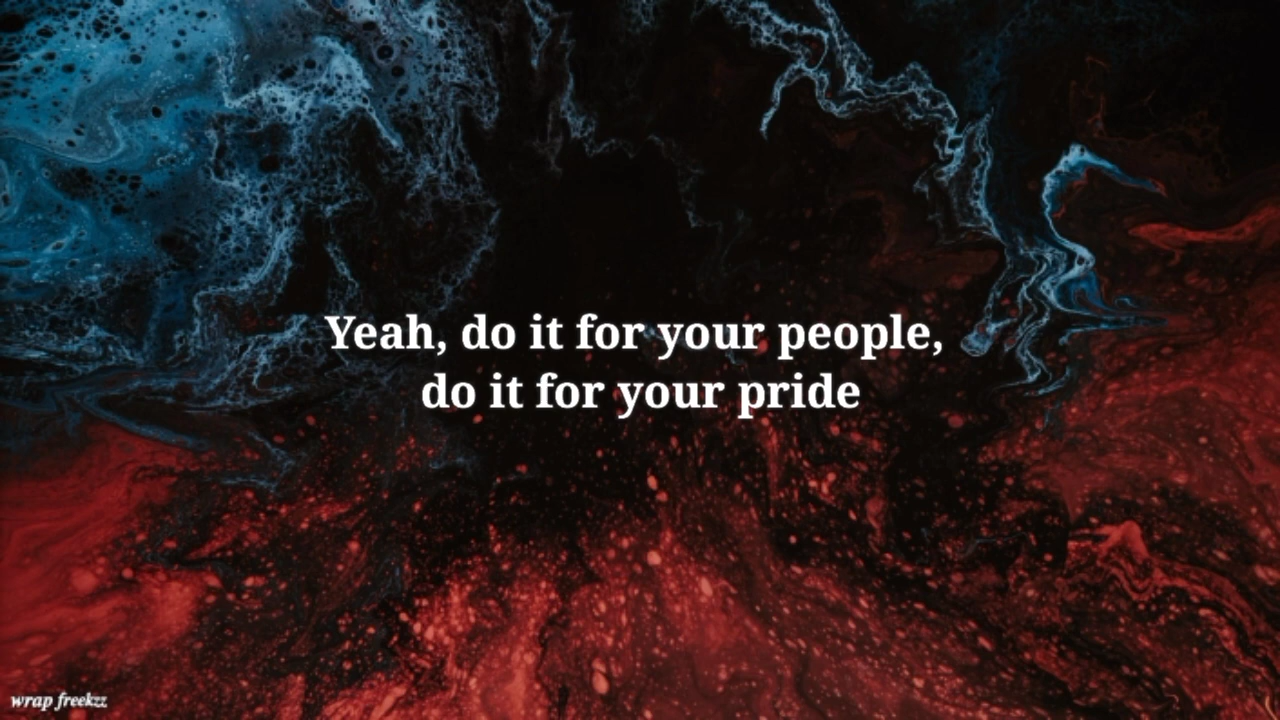 Yeah, do it for your people,
do it for your pride
wrap freekzz